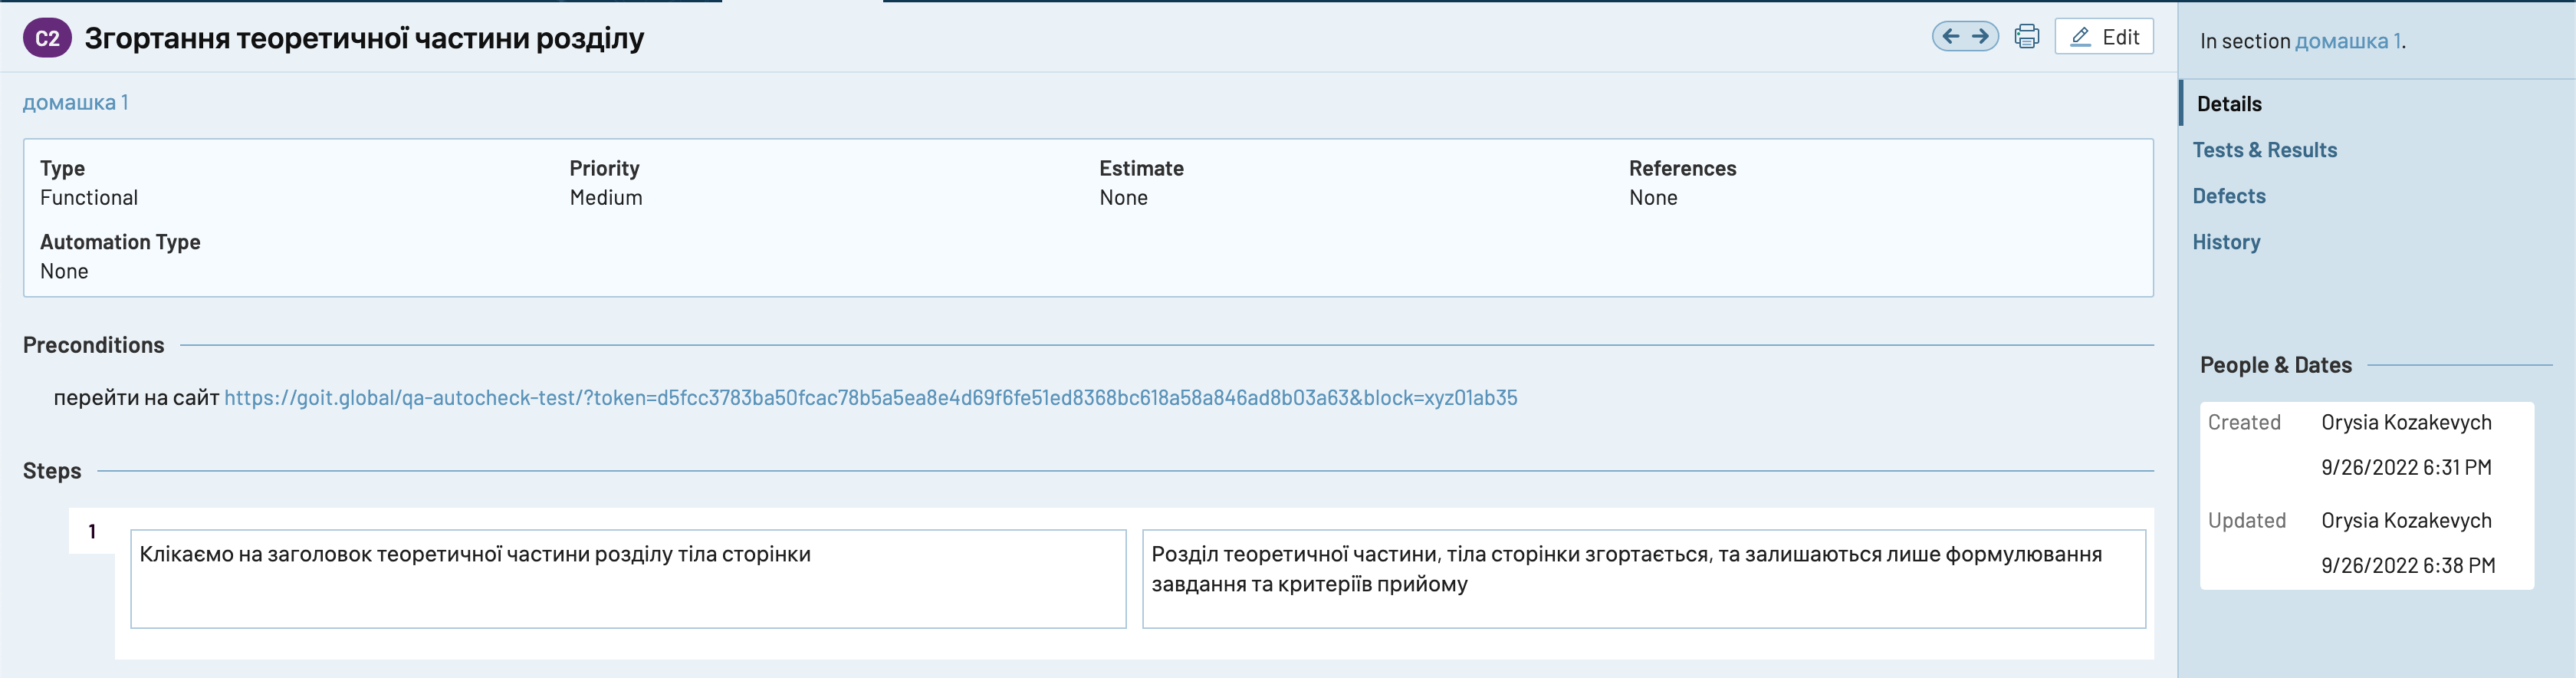 C2 Згортання теоретичної частини розділу
Edit
домашка 1
Type
Functional
Priority
Medium
Estimate
None
References
None
Automation Type
None
Preconditions
перейти на сайт https://goit.global/qa-autocheck-test/?token=d5fcc3783ba50fcac78b5a5ea8e4d69f6fe51ed8368bc618a58a846ad8b03a63&block=xyz01ab35
Steps
1
Клікаємо на заголовок теоретичної частини розділу тіла сторінки
Розділ теоретичної частини, тіла сторінки згортається, та залишаються лише формулювання
завдання та критеріїв прийому
In section домашка 1.
Details
Tests & Results
Defects
History
People & Dates
Created Orysia Kozakevych
9/26/2022 6:31 PM
Updated Orysia Kozakevych
9/26/2022 6:38 PM